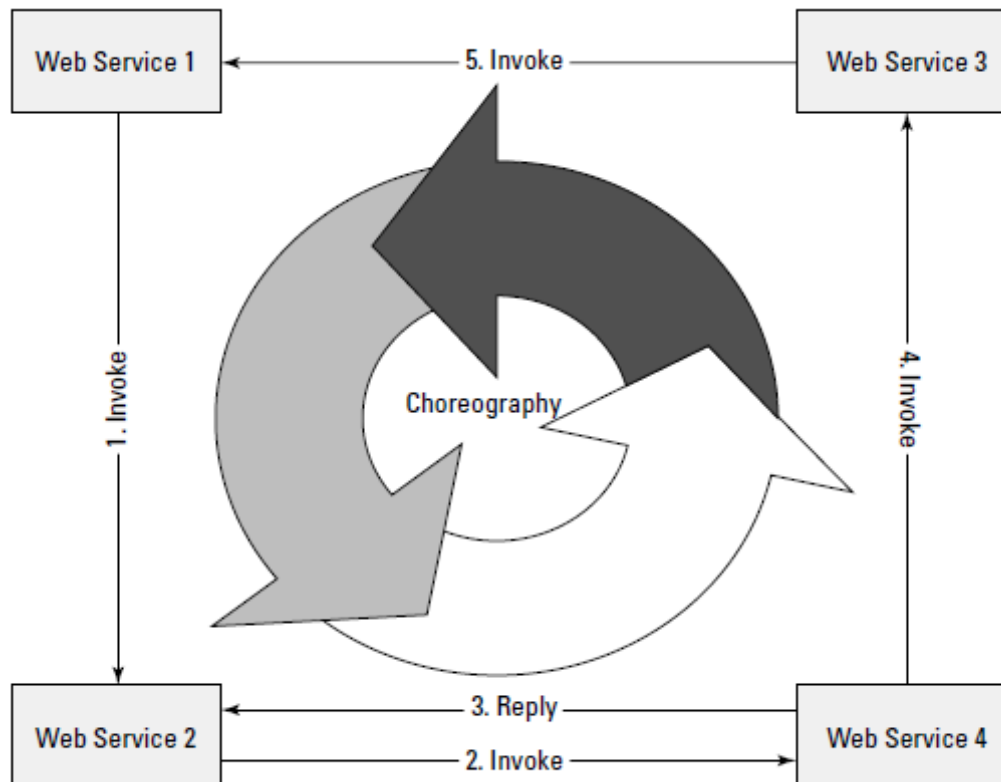 Web Service 1
5. Invoke
Web Service 3
1. Invoke
Choreography
4. Invoke
Web Service 2
3. Reply
2. Invoke
Web Service 4